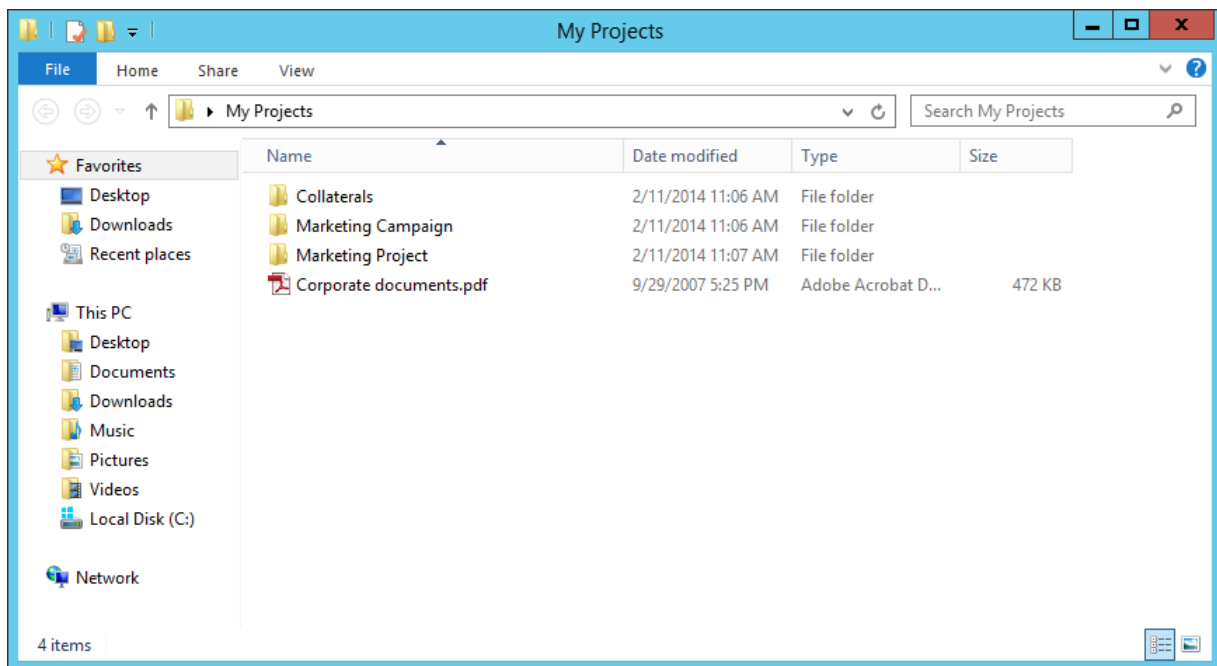 My Projects
File Home Share View
My Projects Search My Projects
Name Date modified Type Size
Favorites
Desktop
Downloads
Recent places
This PC
Desktop
Documents
Downloads
Music
Pictures
Videos
Local Disk (C:)
Network
Collaterals 2/11/2014 11:06 AM File folder
Marketing Campaign 2/11/2014 11:06 AM File folder
Marketing Project 2/11/2014 11:07 AM File folder
Corporate documents.pdf 9/29/2007 5:25 PM Adobe Acrobat D... 472 KB
4 items